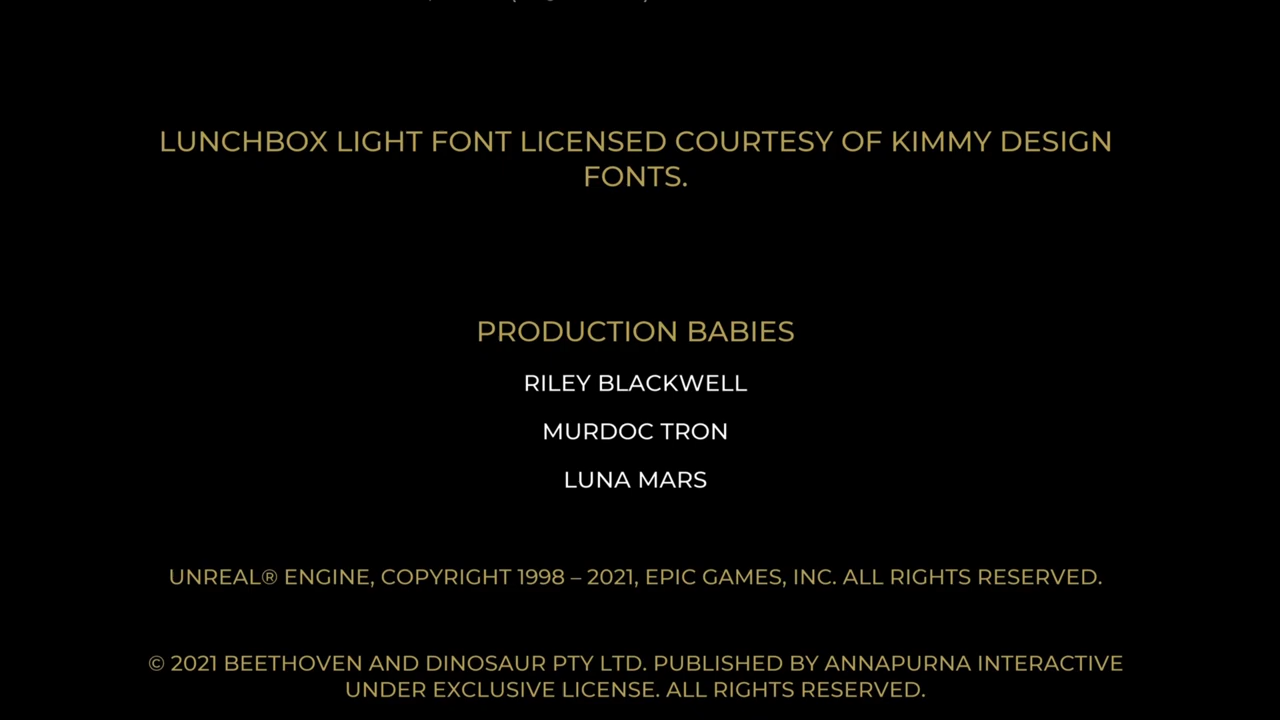 LUNCHBOX LIGHT FONT LICENSED COURTESY OF KIMMY DESIGN
FONTS.
PRODUCTION BABIES
RILEY BLACKWELL
MURDOC TRON
LUNA MARS
UNREAL® ENGINE, COPYRIGHT 1998 – 2021, EPIC GAMES, INC. ALL RIGHTS RESERVED.
© 2021 BEETHOVEN AND DINOSAUR PTY LTD. PUBLISHED BY ANNAPURNA INTERACTIVE
UNDER EXCLUSIVE LICENSE. ALL RIGHTS RESERVED.